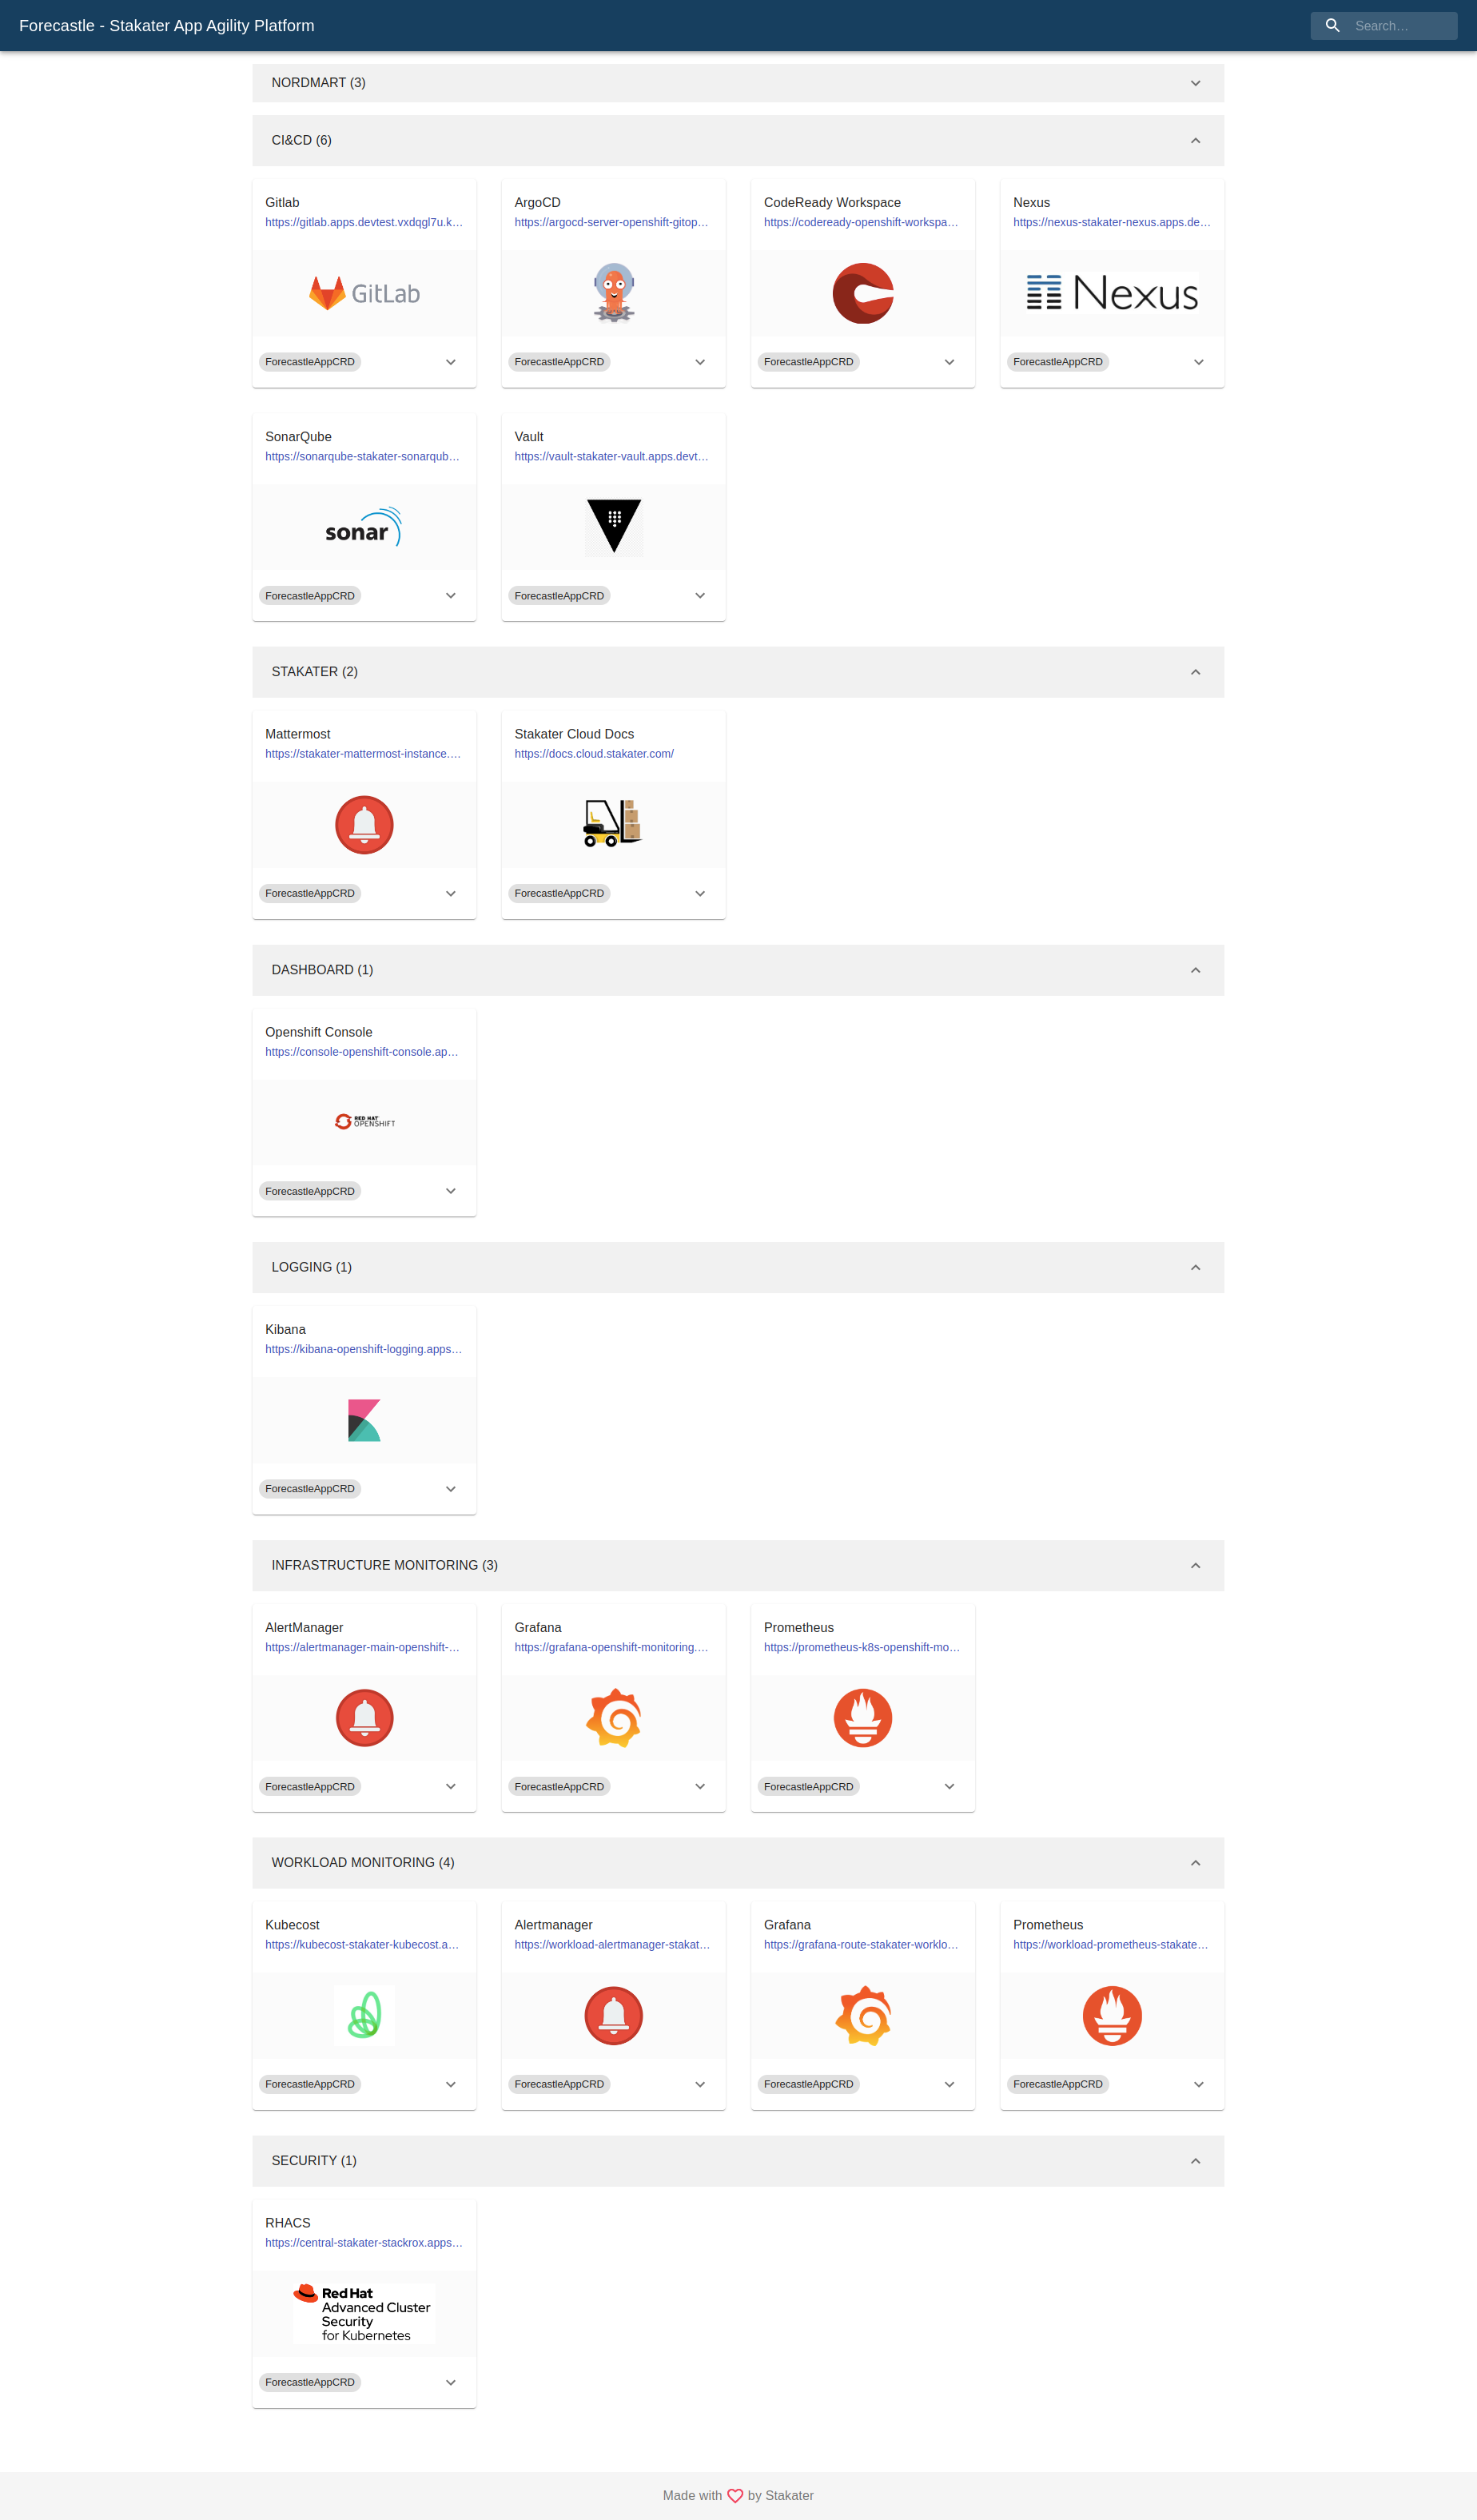 Forecastle - Stakater App Agility Platform
Search…
NORDMART (3)
CI&CD (6)
Gitlab
https://gitlab.apps.devtest.vxdqgl7u.k…
GitLab
ForecastleAppCRD
ArgoCD
https://argocd-server-openshift-gitop…
ForecastleAppCRD
CodeReady Workspace
https://codeready-openshift-workspa…
ForecastleAppCRD
Nexus
https://nexus-stakater-nexus.apps.de…
Nexus
ForecastleAppCRD
SonarQube
https://sonarqube-stakater-sonarqub…
sonar
ForecastleAppCRD
Vault
https://vault-stakater-vault.apps.devt…
ForecastleAppCRD
STAKATER (2)
Mattermost
https://stakater-mattermost-instance.…
ForecastleAppCRD
Stakater Cloud Docs
https://docs.cloud.stakater.com/
ForecastleAppCRD
DASHBOARD (1)
Openshift Console
https://console-openshift-console.ap…
RED HAT
OPENSHIFT
ForecastleAppCRD
LOGGING (1)
Kibana
https://kibana-openshift-logging.apps…
ForecastleAppCRD
INFRASTRUCTURE MONITORING (3)
AlertManager
https://alertmanager-main-openshift-…
ForecastleAppCRD
Grafana
https://grafana-openshift-monitoring.…
ForecastleAppCRD
Prometheus
https://prometheus-k8s-openshift-mo…
ForecastleAppCRD
WORKLOAD MONITORING (4)
Kubecost
https://kubecost-stakater-kubecost.a…
ForecastleAppCRD
Alertmanager
https://workload-alertmanager-stakat…
ForecastleAppCRD
Grafana
https://grafana-route-stakater-worklo…
ForecastleAppCRD
Prometheus
https://workload-prometheus-stakate…
ForecastleAppCRD
SECURITY (1)
RHACS
https://central-stakater-stackrox.apps…
Red Hat
Advanced Cluster
Security
for Kubernetes
ForecastleAppCRD
Made with by Stakater